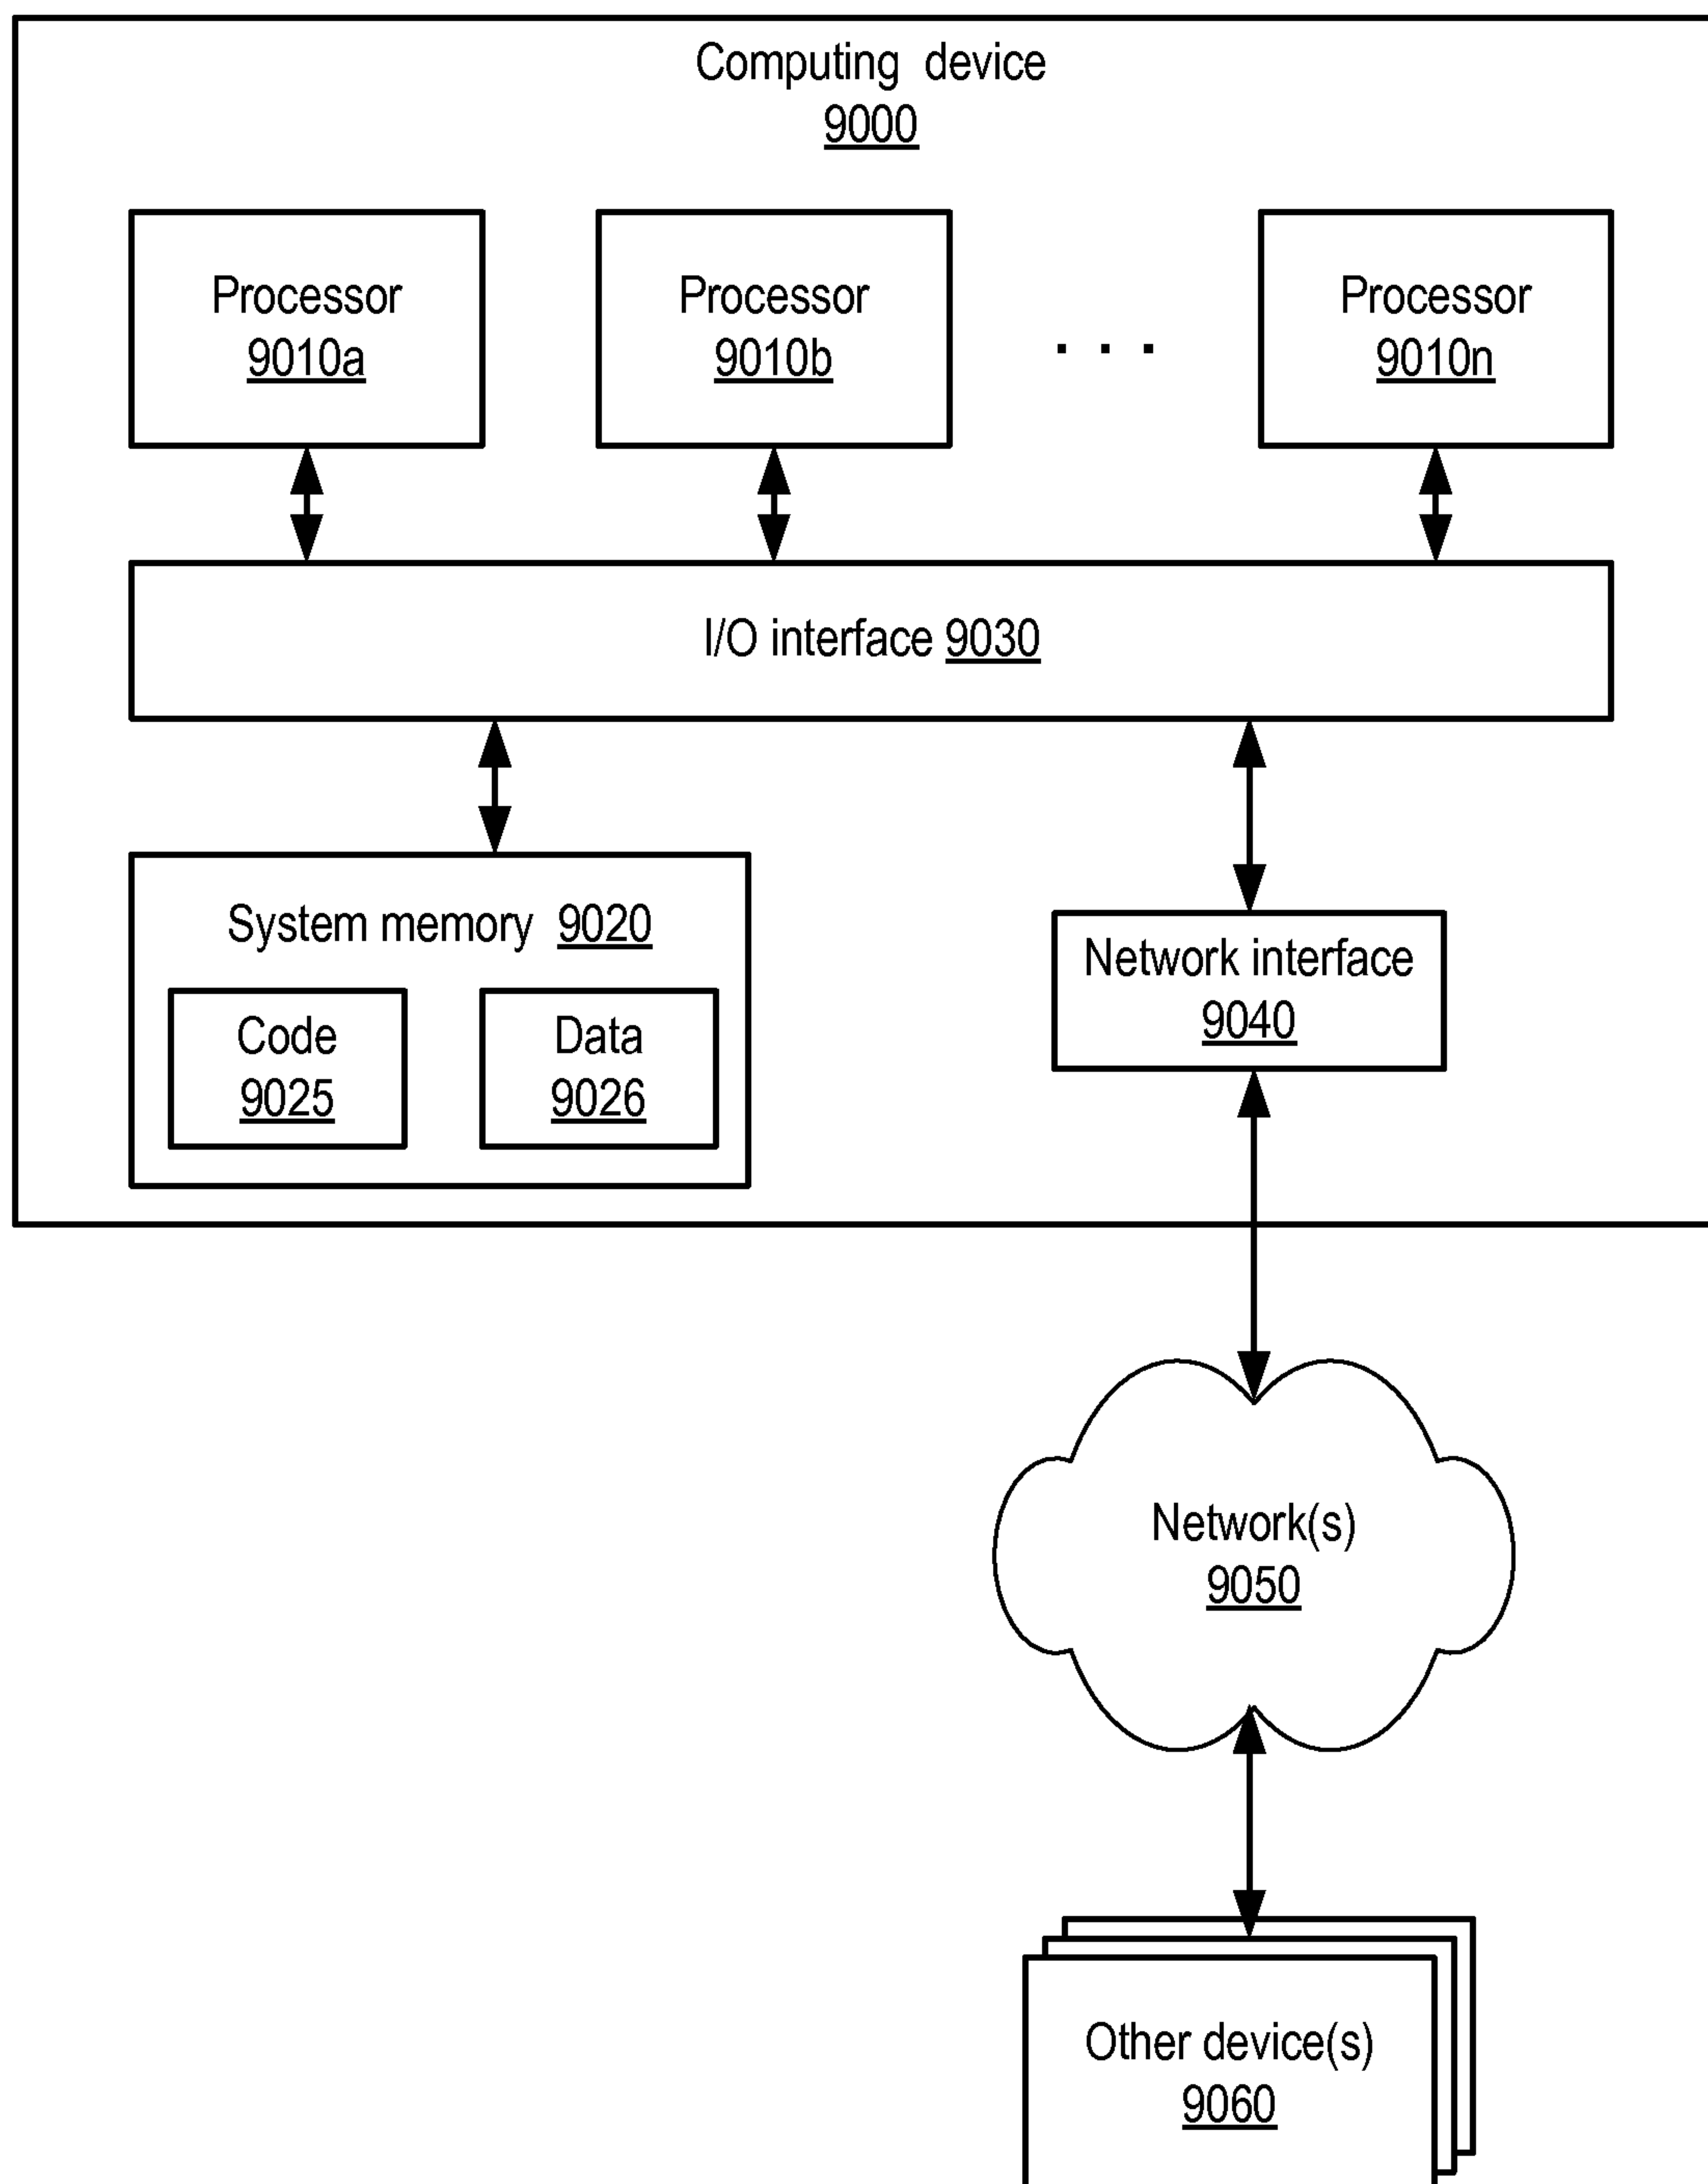 Computing device
9000
Processor
9010a
Processor
9010b
. . .
Processor
9010n
I/O interface 9030
System memory 9020
Code
9025
Data
9026
Network interface
9040
Network(s)
9050
Other device(s)
9060